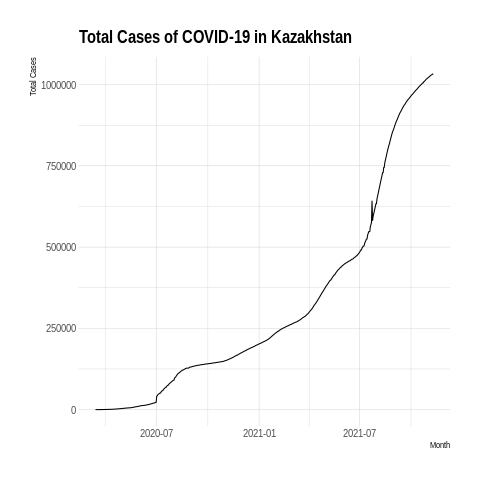 Total Cases of COVID-19 in Kazakhstan
Total Cases
1000000
750000
500000
250000
0
2020-07 2021-01 2021-07
Month